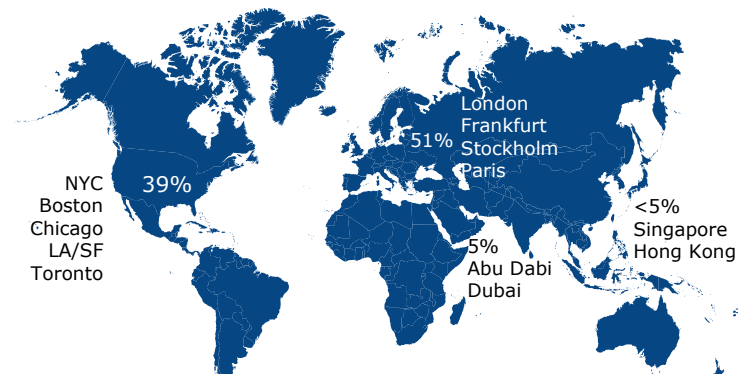 NYC
Boston
Chicago
LA/SF
Toronto
39%
51%
London
Frankfurt
Stockholm
Paris
5%
Abu Dabi
Dubai
<5%
Singapore
Hong Kong